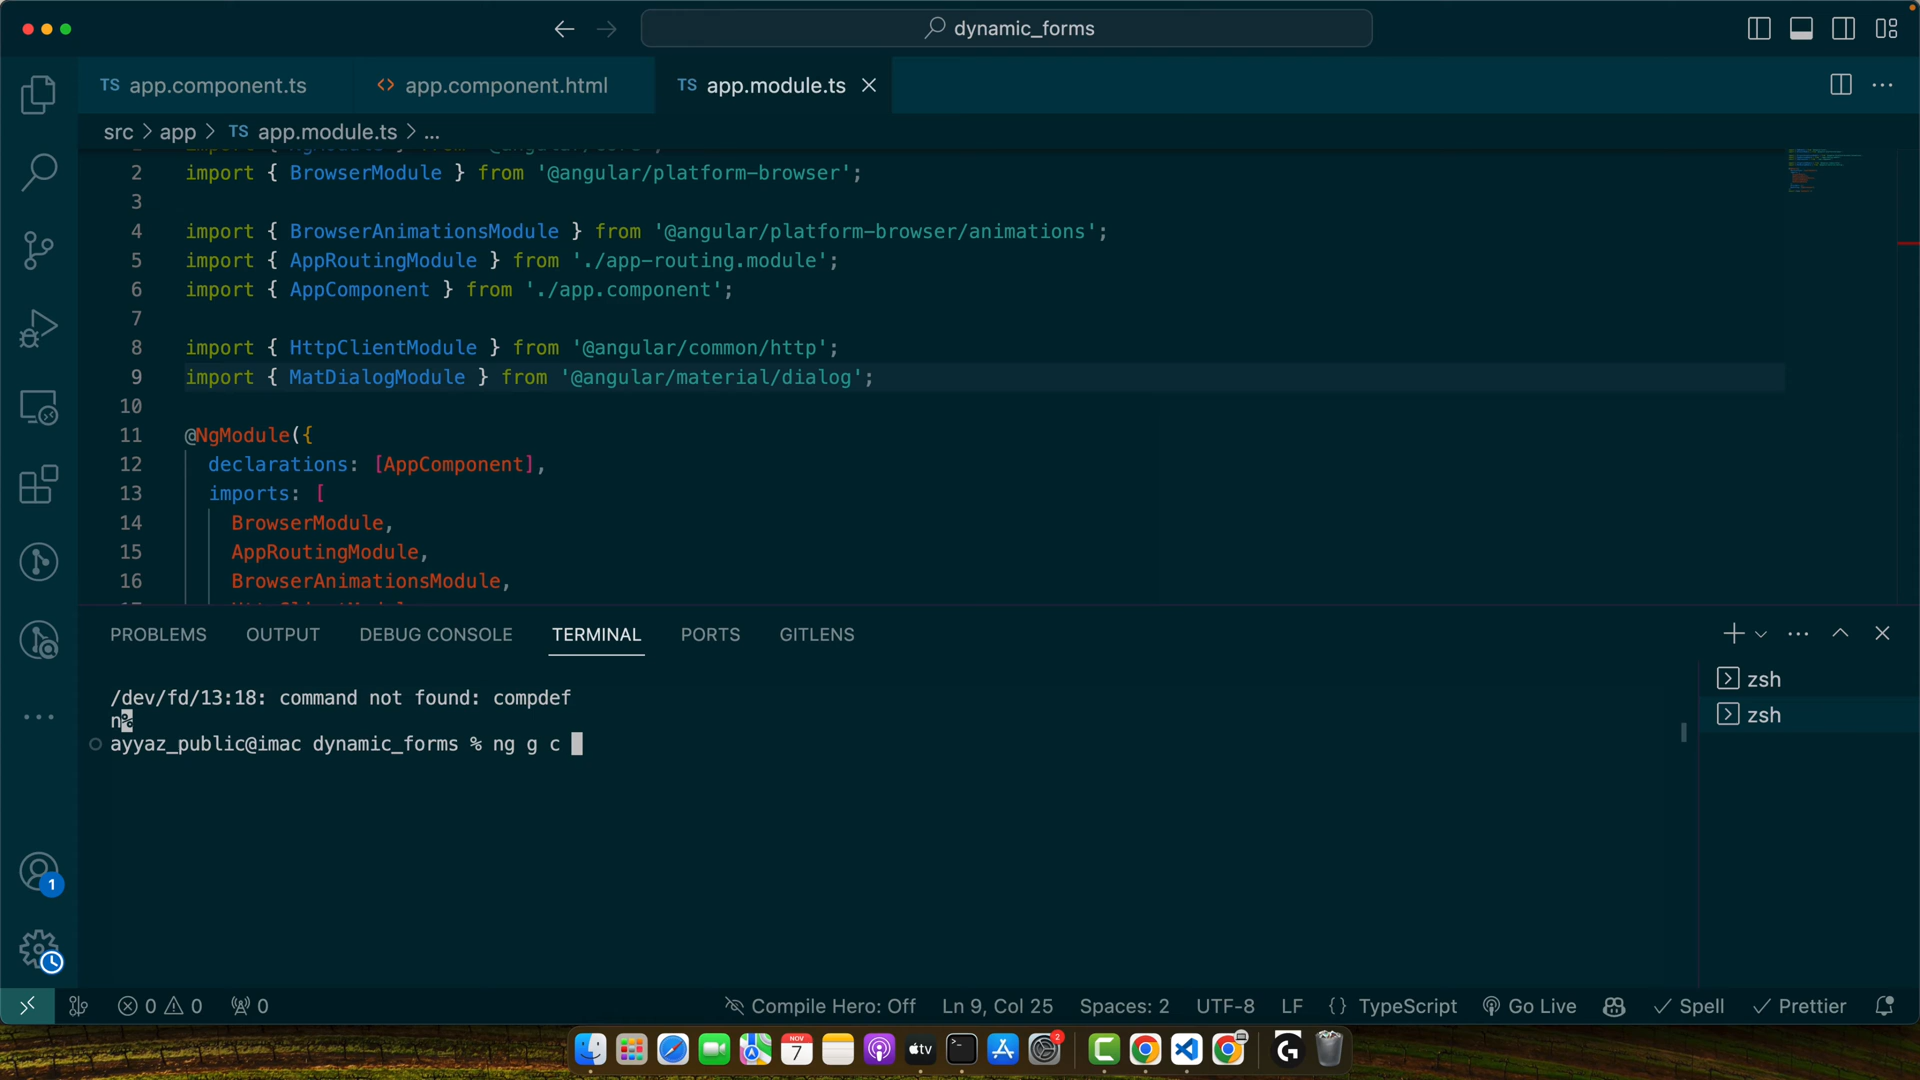 dynamic_forms
TS app.component.ts
<> app.component.html
TS app.module.ts
src > app > TS app.module.ts > ...
2 import { BrowserModule } from '@angular/platform-browser';
3
4 import { BrowserAnimationsModule } from '@angular/platform-browser/animations';
5 import { AppRoutingModule } from './app-routing.module';
6 import { AppComponent } from './app.component';
7
8 import { HttpClientModule } from '@angular/common/http';
9 import { MatDialogModule } from '@angular/material/dialog';
10
11 @NgModule({
12 declarations: [AppComponent],
13 imports: [
14 BrowserModule,
15 AppRoutingModule,
16 BrowserAnimationsModule,
PROBLEMS OUTPUT DEBUG CONSOLE TERMINAL PORTS GITLENS
/dev/fd/13:18: command not found: compdef
n%
ayyaz_public@imac dynamic_forms % ng g c
zsh
zsh
1
0 0 0 Compile Hero: Off Ln 9, Col 25 Spaces: 2 UTF-8 LF {} TypeScript Go Live Spell Prettier
NOV
7
tv
2